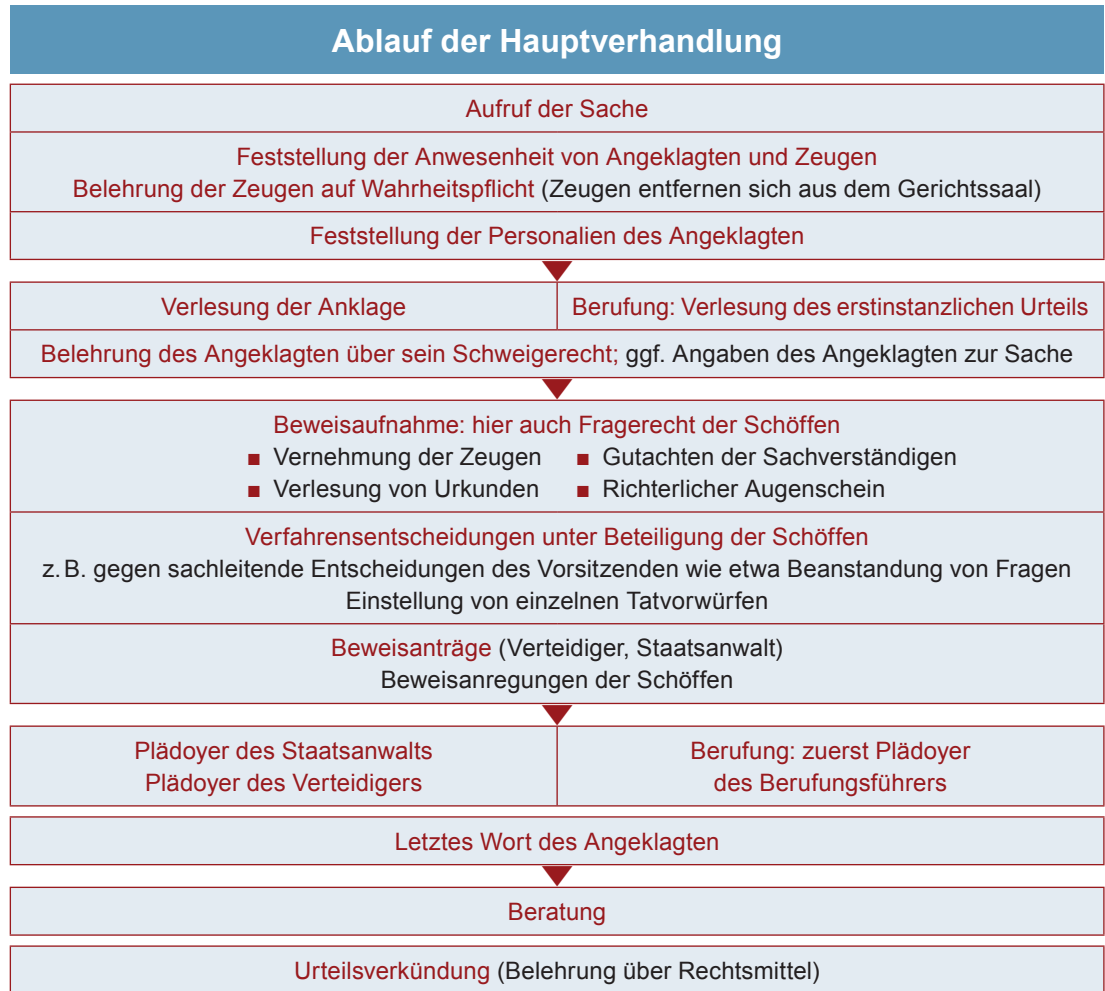 Ablauf der Hauptverhandlung
Aufruf der Sache
Feststellung der Anwesenheit von Angeklagten und Zeugen
Belehrung der Zeugen auf Wahrheitspflicht (Zeugen entfernen sich aus dem Gerichtssaal)
Feststellung der Personalien des Angeklagten
Verlesung der Anklage
Berufung: Verlesung des erstinstanzlichen Urteils
Belehrung des Angeklagten über sein Schweigerecht; ggf. Angaben des Angeklagten zur Sache
Beweisaufnahme: hier auch Fragerecht der Schöffen
■ Vernehmung der Zeugen ■ Gutachten der Sachverständigen
■ Verlesung von Urkunden ■ Richterlicher Augenschein
Verfahrensentscheidungen unter Beteiligung der Schöffen
z. B. gegen sachleitende Entscheidungen des Vorsitzenden wie etwa Beanstandung von Fragen
Einstellung von einzelnen Tatvorwürfen
Beweisanträge (Verteidiger, Staatsanwalt)
Beweisanregungen der Schöffen
Plädoyer des Staatsanwalts
Plädoyer des Verteidigers
Berufung: zuerst Plädoyer
des Berufungsführers
Letztes Wort des Angeklagten
Beratung
Urteilsverkündung (Belehrung über Rechtsmittel)